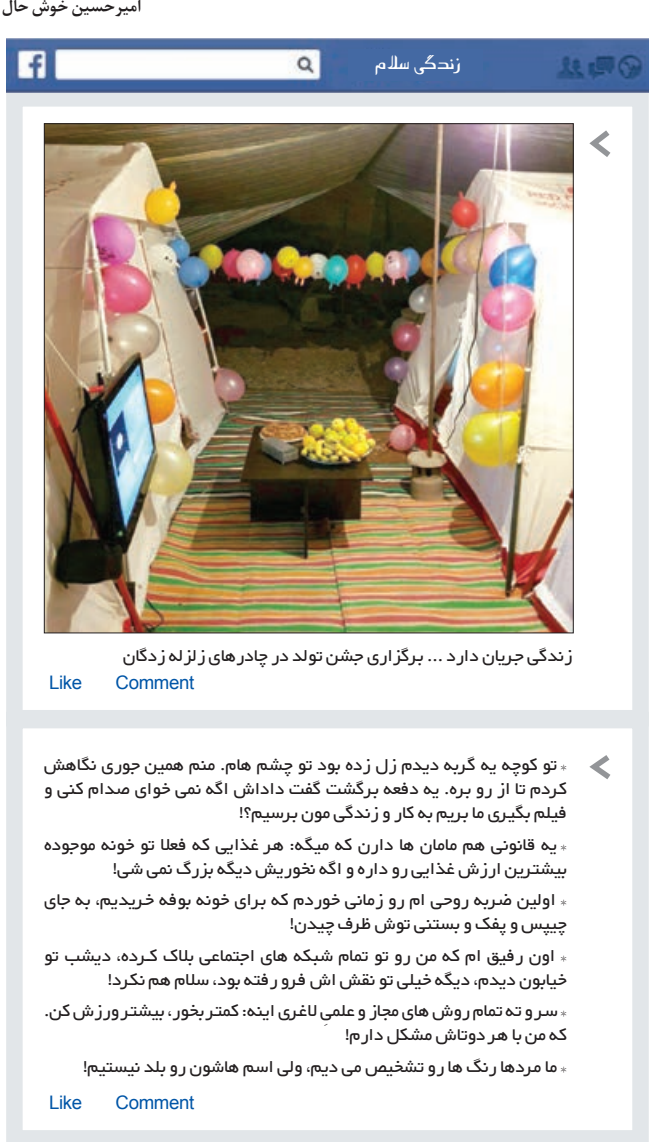 امیرحسین خوش حال
زندگی سلام
زندگی جریان دارد ... برگزاری جشن تولد در چادرهای زلزله زدگان
Like Comment
* تو کوچه یه گربه دیدم زل زده بود تو چشم هام. منم همین جوری نگاهش
کردم تا از رو بره. یه دفعه برگشت گفت داداش اگه نمی خوای صدام کنی و
فیلم بگیری ما بریم به کار و زندگی مون برسیم؟!
* یه قانونی هم مامان ها دارن که میگه: هر غذایی که فعلا تو خونه موجوده
بیشترین ارزش غذایی رو داره و اگه نخوریش دیگه بزرگ نمی شی!
* اولین ضربه روحی ام رو زمانی خوردم که برای خونه بوفه خریدیم، به جای
چیپس و پفک و بستنی توش ظرف چیدن!
* اون رفیق ام که من رو تو تمام شبکه های اجتماعی بلاک کرده، دیشب تو
خیابون دیدم، دیگه خیلی تو نقش اش فرو رفته بود، سلام هم نکرد!
* سر و ته تمام روش های مجاز و علمیِ لاغری اینه: کمتر بخور، بیشتر ورزش کن.
که من با هر دوتاش مشکل دارم!
* ما مردها رنگ ها رو تشخیص می دیم، ولی اسم هاشون رو بلد نیستیم!
Like Comment